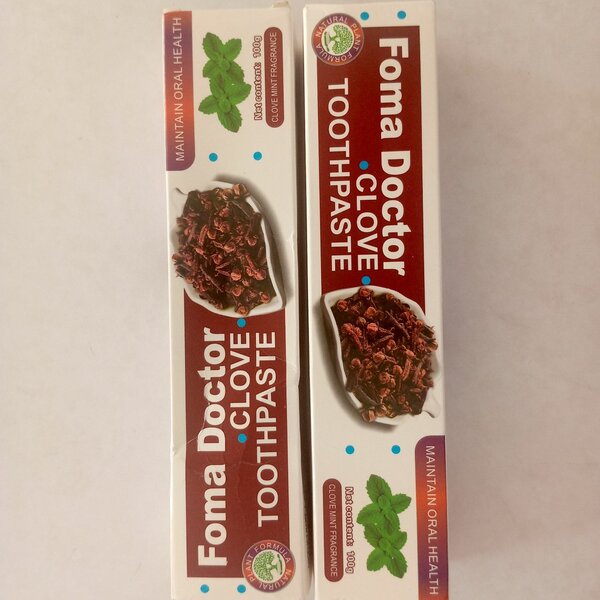 Foma Doctor
CLOVE
TOOTHPASTE
NATURAL PLANT FORMULA
MAINTAIN ORAL HEALTH
Net content: 100g
CLOVE MINT FRAGRANCE
Foma Doctor
CLOVE
TOOTHPASTE
NATURAL PLANT FORMULA
MAINTAIN ORAL HEALTH
Net content: 100g
CLOVE MINT FRAGRANCE